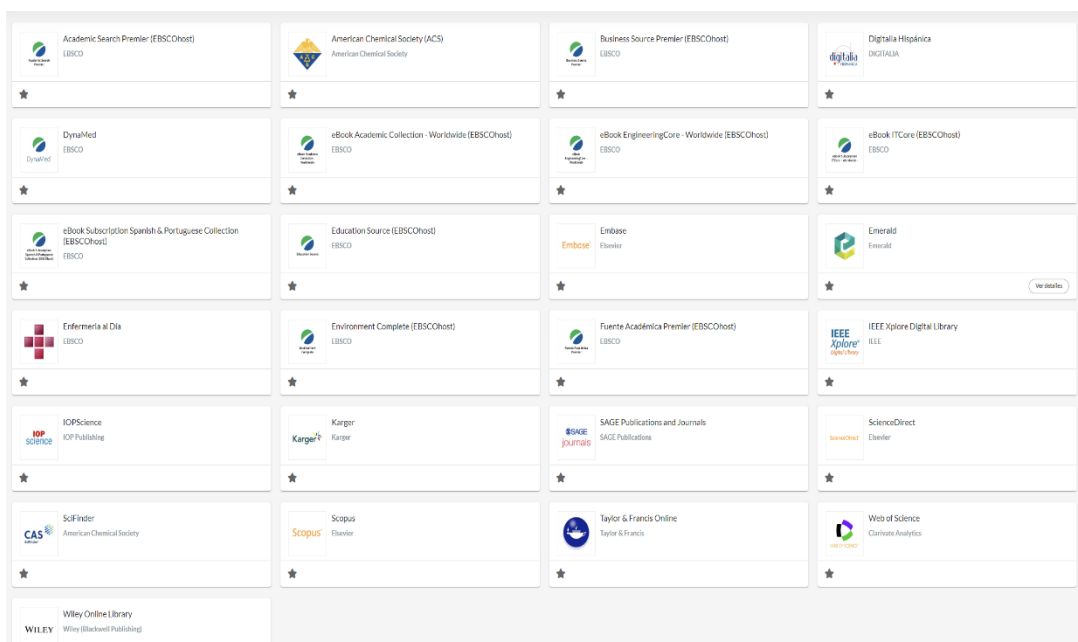 Academic Search Premier (EBSCOhost)
EBSCO
American Chemical Society (ACS)
American Chemical Society
Business Source Premier (EBSCOhost)
EBSCO
digitalia
HISPÁNICA
Digitalia Hispánica
DIGITALIA
DynaMed
DynaMed
EBSCO
eBook Academic Collection - Worldwide (EBSCOhost)
EBSCO
eBook EngineeringCore - Worldwide (EBSCOhost)
EBSCO
eBook ITCore (EBSCOhost)
EBSCO
eBook Subscription Spanish & Portuguese Collection
(EBSCOhost)
EBSCO
Education Source
Education Source (EBSCOhost)
EBSCO
Embase
Embase
Elsevier
Emerald
Emerald
Ver detalles
Enfermería al Día
EBSCO
Environment Complete (EBSCOhost)
EBSCO
Fuente Académica Premier (EBSCOhost)
EBSCO
IEEE
Xplore
Digital Library
IEEE Xplore Digital Library
IEEE
IOP
science
IOPScience
IOP Publishing
Karger
Karger
Karger
SAGE
journals
SAGE Publications and Journals
SAGE Publications
ScienceDirect
ScienceDirect
Elsevier
CAS
SciFinder
American Chemical Society
Scopus
Scopus
Elsevier
Taylor & Francis Online
Taylor & Francis
Web of Science
Clarivate Analytics
WILEY
Wiley Online Library
Wiley (Blackwell Publishing)